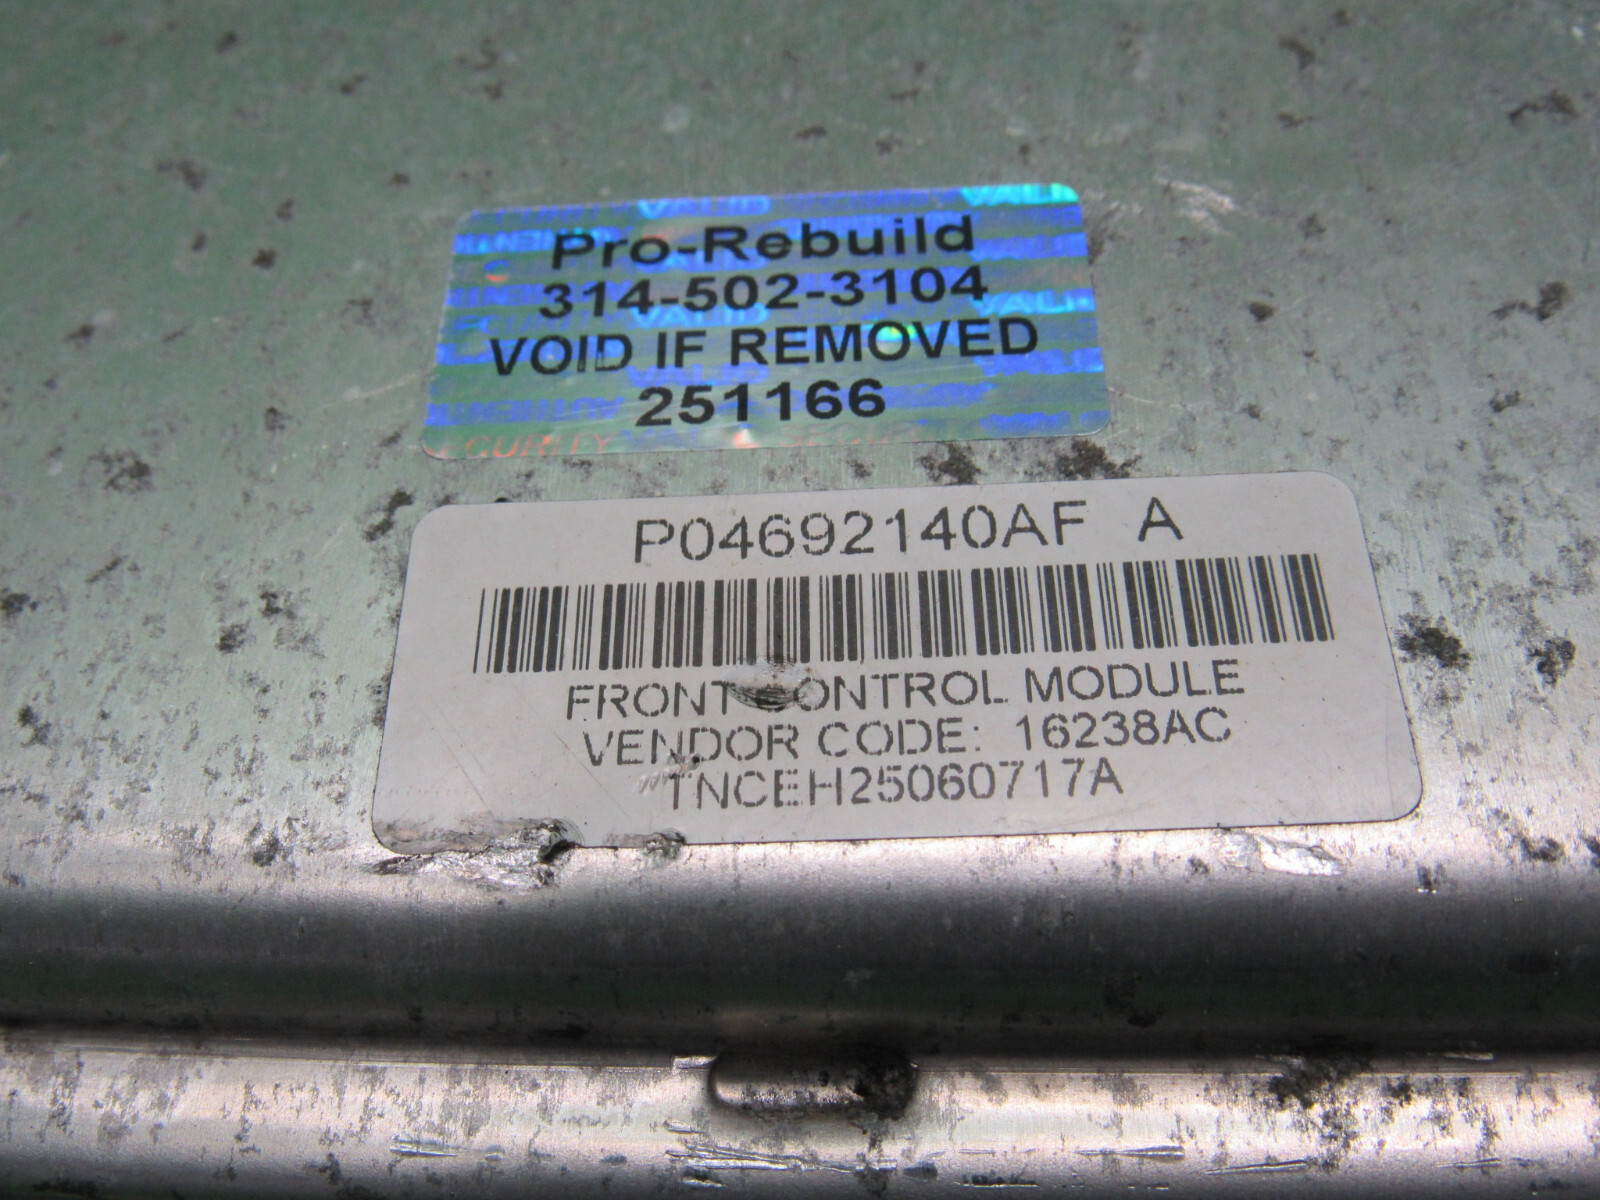 Pro-Rebuild
314-502-3104
VOID IF REMOVED
251166
P04692140AF A
FRONT CONTROL MODULE
VENDOR CODE: 16238AC
TNCEH25060717A